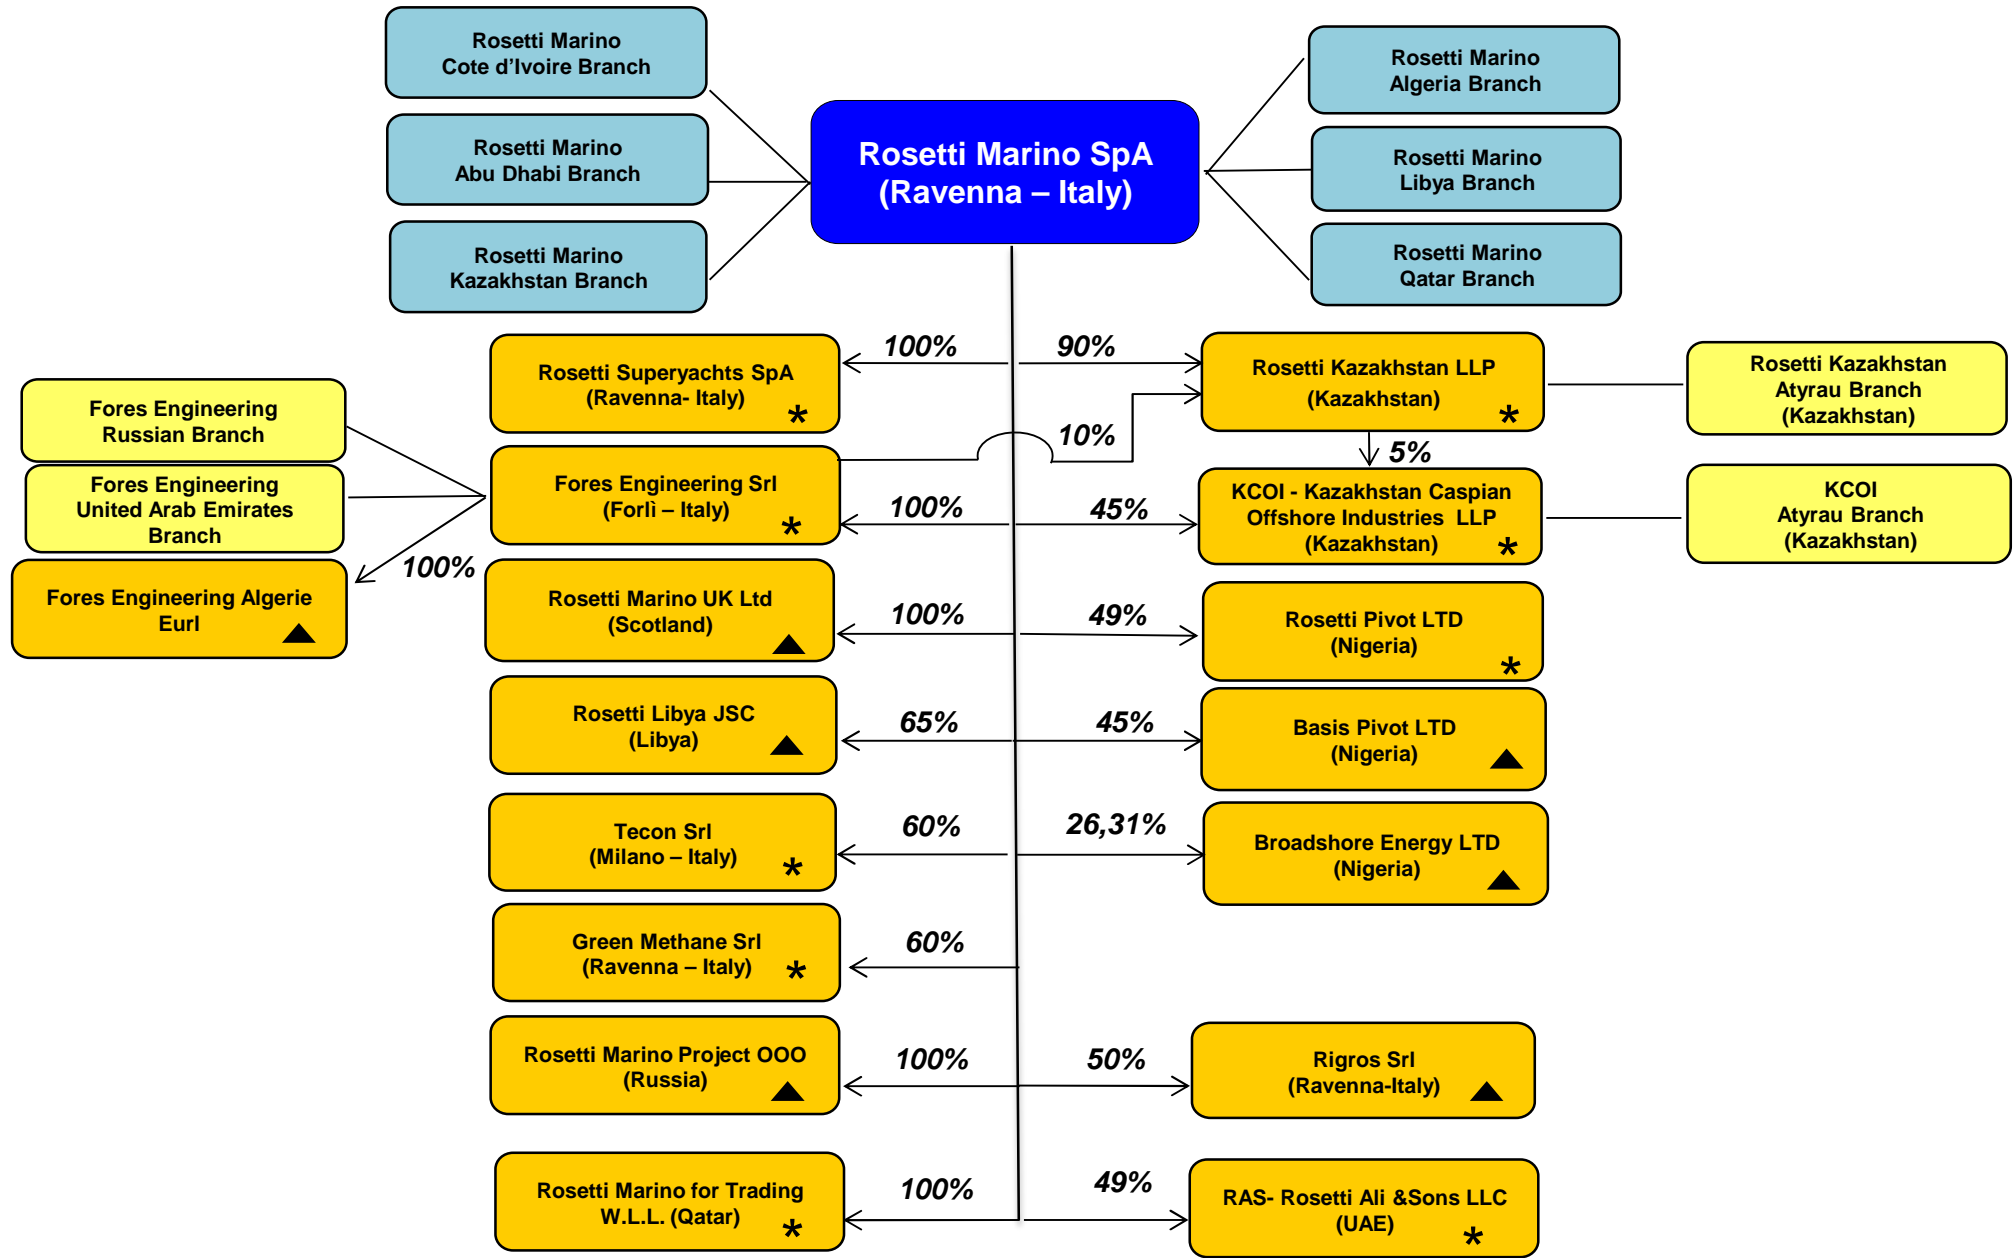 Rosetti Marino
Cote d'Ivoire Branch
Rosetti Marino
Abu Dhabi Branch
Rosetti Marino
Kazakhstan Branch
Rosetti Marino SpA
(Ravenna – Italy)
Rosetti Marino
Algeria Branch
Rosetti Marino
Libya Branch
Rosetti Marino
Qatar Branch
Rosetti Superyachts SpA
(Ravenna- Italy)
*
100%
90%
Rosetti Kazakhstan LLP
(Kazakhstan)
*
Rosetti Kazakhstan
Atyrau Branch
(Kazakhstan)
Fores Engineering
Russian Branch
Fores Engineering
United Arab Emirates
Branch
Fores Engineering Algerie
Eurl
100%
Fores Engineering Srl
(Forlì – Italy)
*
10%
5%
100%
45%
KCOI - Kazakhstan Caspian
Offshore Industries LLP
(Kazakhstan)
*
KCOI
Atyrau Branch
(Kazakhstan)
Rosetti Marino UK Ltd
(Scotland)
100%
49%
Rosetti Pivot LTD
(Nigeria)
*
Rosetti Libya JSC
(Libya)
65%
45%
Basis Pivot LTD
(Nigeria)
Tecon Srl
(Milano – Italy)
*
60%
26,31%
Broadshore Energy LTD
(Nigeria)
Green Methane Srl
(Ravenna – Italy)
*
60%
Rosetti Marino Project OOO
(Russia)
100%
50%
Rigros Srl
(Ravenna-Italy)
Rosetti Marino for Trading
W.L.L. (Qatar)
*
100%
49%
RAS- Rosetti Ali &Sons LLC
(UAE)
*